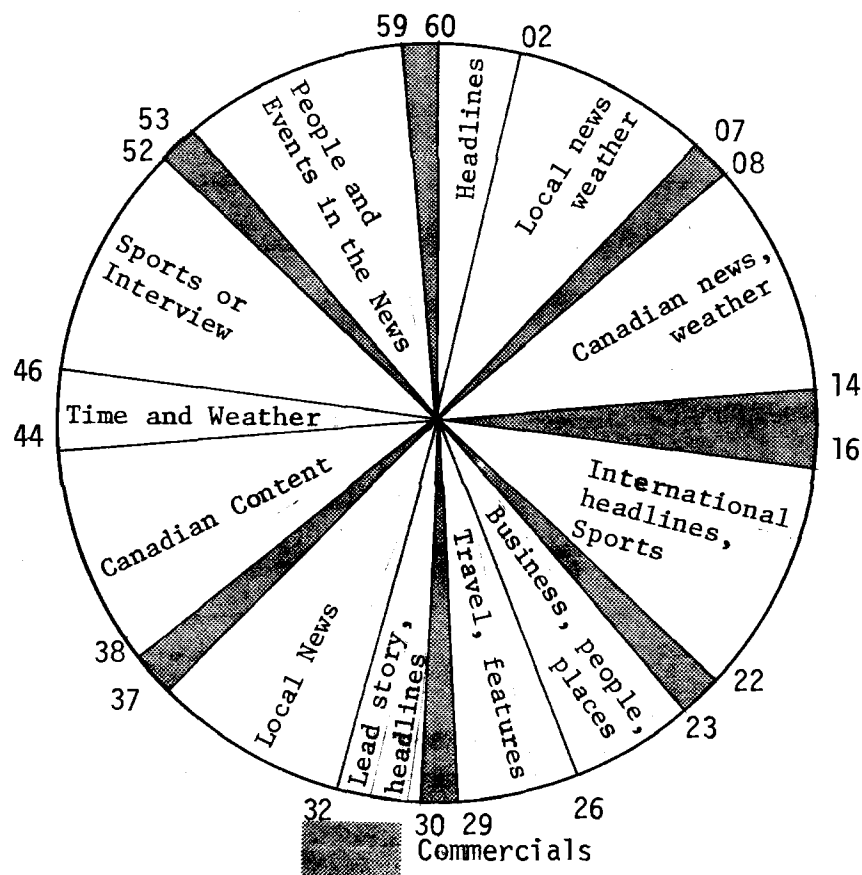 59 60
02
Headlines
Local news
weather
07
08
Canadian news,
weather
14
16
International
headlines,
Sports
22
23
Business, people,
places
26
Travel, features
29
30
Lead story,
headlines
32
Local News
37
38
Canadian Content
44
Time and Weather
46
Sports or
Interview
52
53
People and
Events in the News
Commercials